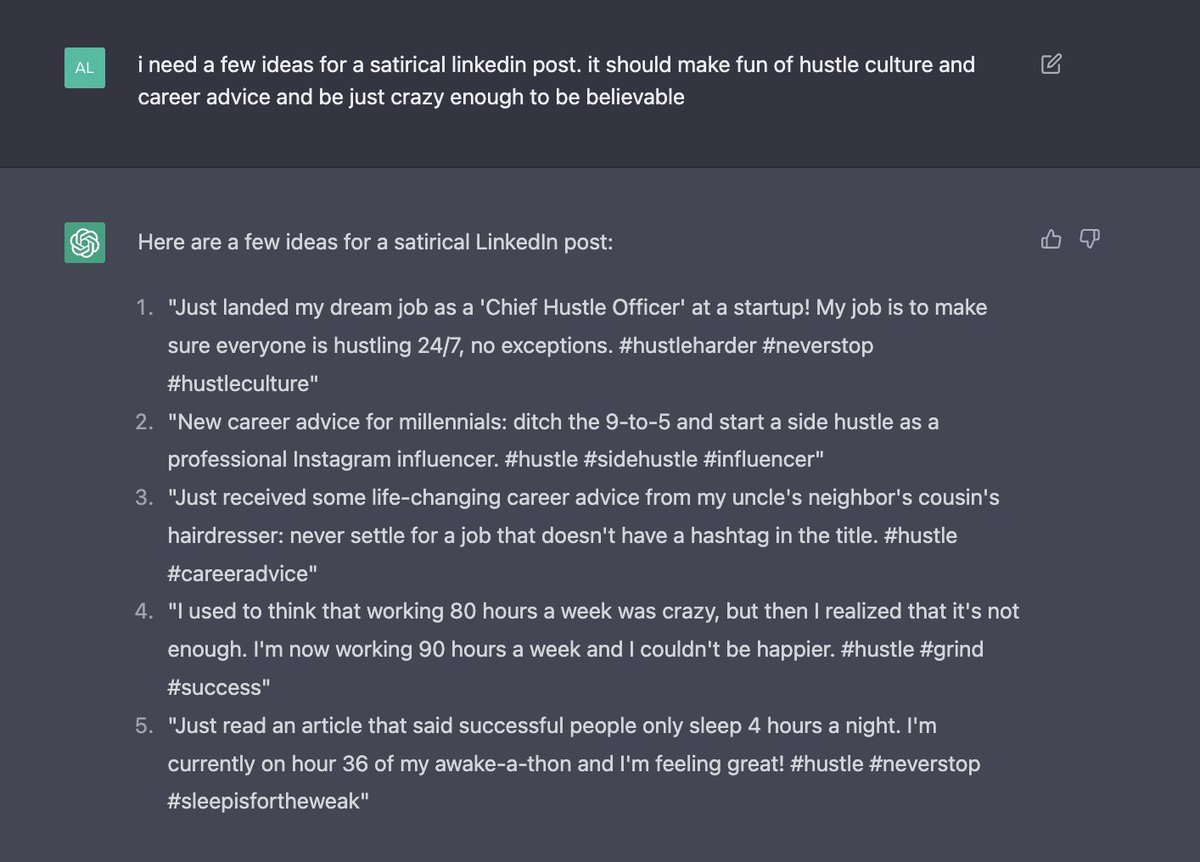 AL
i need a few ideas for a satirical linkedin post. it should make fun of hustle culture and
career advice and be just crazy enough to be believable
Here are a few ideas for a satirical LinkedIn post:
1. "Just landed my dream job as a 'Chief Hustle Officer' at a startup! My job is to make
sure everyone is hustling 24/7, no exceptions. #hustleharder #neverstop
#hustleculture"
2. "New career advice for millennials: ditch the 9-to-5 and start a side hustle as a
professional Instagram influencer. #hustle #sidehustle #influencer"
3. "Just received some life-changing career advice from my uncle's neighbor's cousin's
hairdresser: never settle for a job that doesn't have a hashtag in the title. #hustle
#careeradvice"
4. "I used to think that working 80 hours a week was crazy, but then I realized that it's not
enough. I'm now working 90 hours a week and I couldn't be happier. #hustle #grind
#success"
5. "Just read an article that said successful people only sleep 4 hours a night. I'm
currently on hour 36 of my awake-a-thon and I'm feeling great! #hustle #neverstop
#sleepisfortheweak"